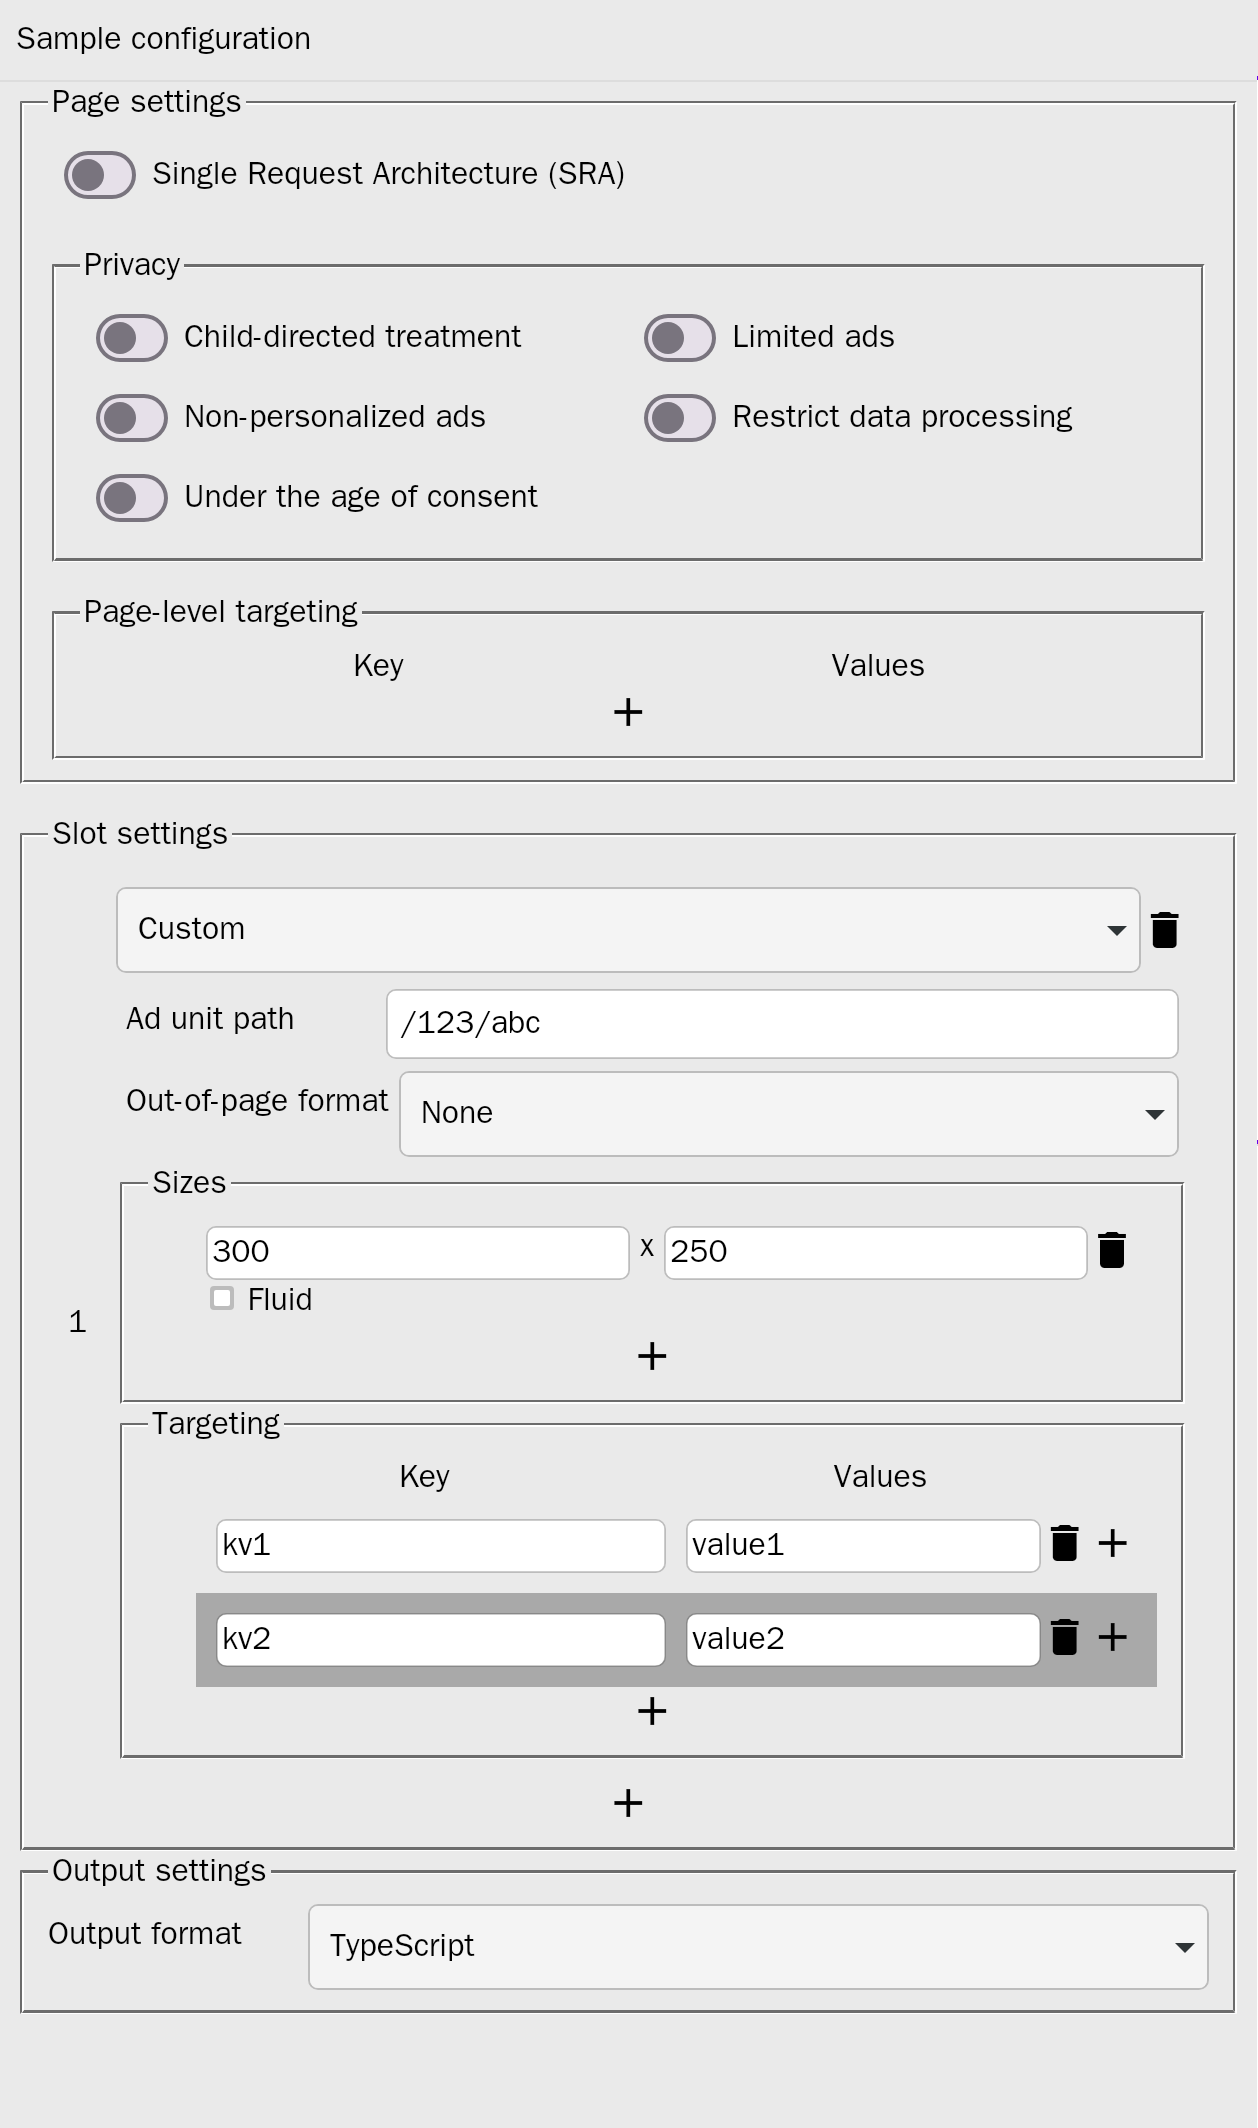 Sample configuration
Page settings
Single Request Architecture (SRA)
Privacy
Child-directed treatment
Limited ads
Non-personalized ads
Restrict data processing
Under the age of consent
Page-level targeting
Key Values
+
Slot settings
Custom
Ad unit path /123/abc
Out-of-page format None
Sizes
300 x 250
Fluid
1
+
Targeting
Key Values
kv1 value1 +
kv2 value2 +
+
+
Output settings
Output format TypeScript